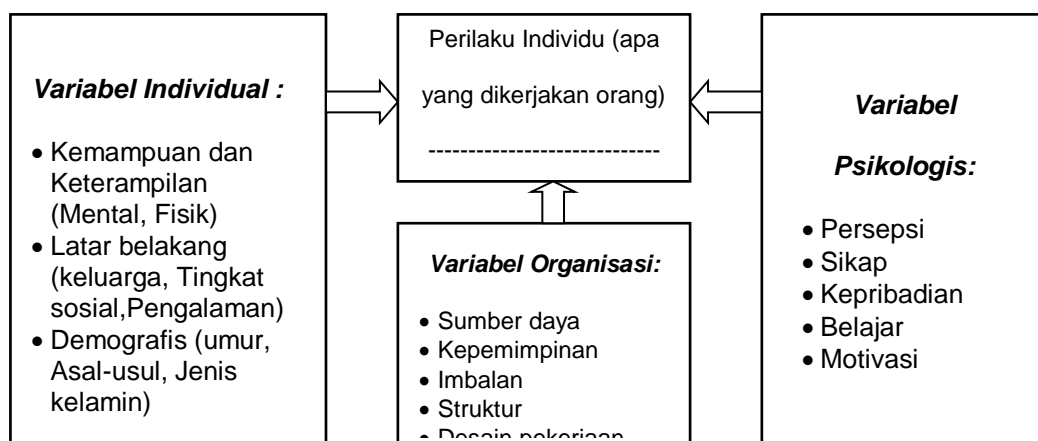 Variabel Individual :
• Kemampuan dan
Keterampilan
(Mental, Fisik)
• Latar belakang
(keluarga, Tingkat
sosial,Pengalaman)
• Demografis (umur,
Asal-usul, Jenis
kelamin)
Perilaku Individu (apa
yang dikerjakan orang)
-----------------------------
Variabel Organisasi:
• Sumber daya
• Kepemimpinan
• Imbalan
• Struktur
• Desain pekerjaan
Variabel
Psikologis:
• Persepsi
• Sikap
• Kepribadian
• Belajar
• Motivasi